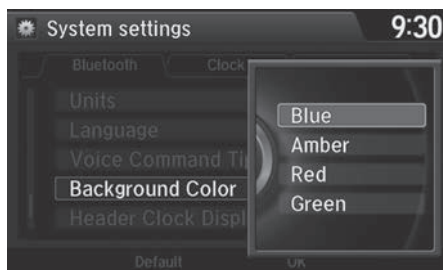 System settings
9:30
Bluetooth
Clock
Units
Language
Voice Command Ti
Background Color
Header Clock Displ
Blue
Amber
Red
Green
Default
OK